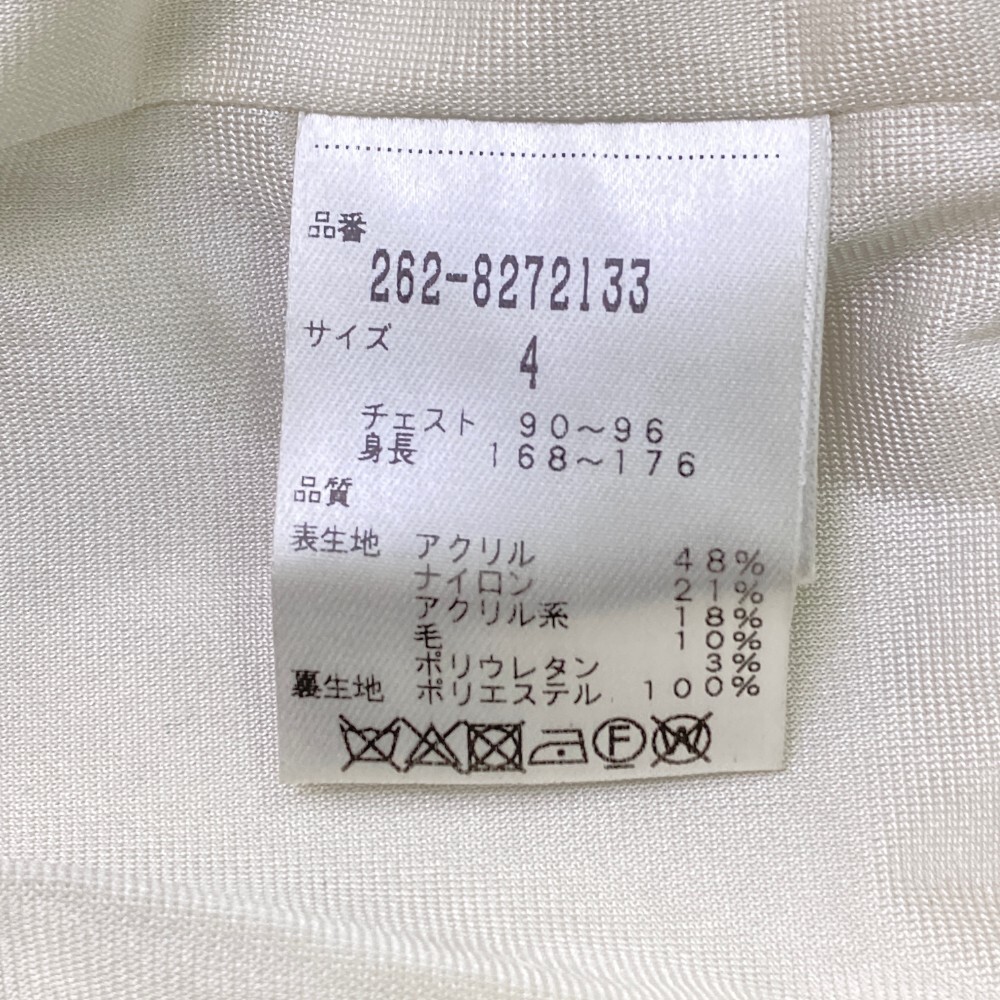 品番
262-8272133
サイズ 4
チェスト 90～96
身長 168～176
品質
表生地 アクリル 48%
ナイロン 21%
アクリル系 18%
毛 10%
ポリウレタン 3%
裏生地 ポリエステル 100%
F W